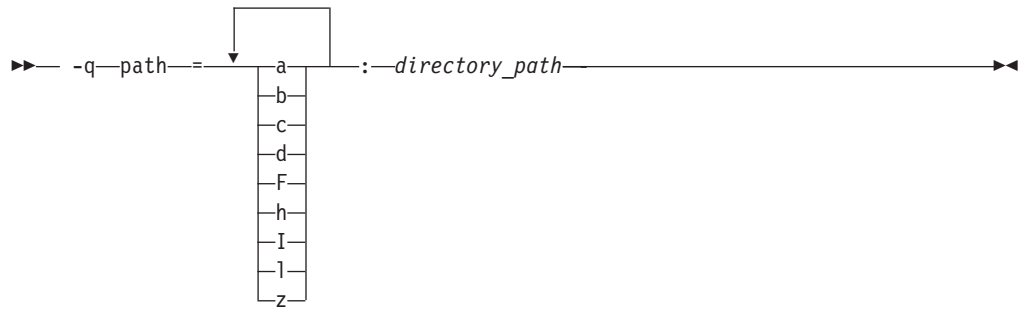 -q path = a : directory_path
b
c
d
F
h
I
l
z